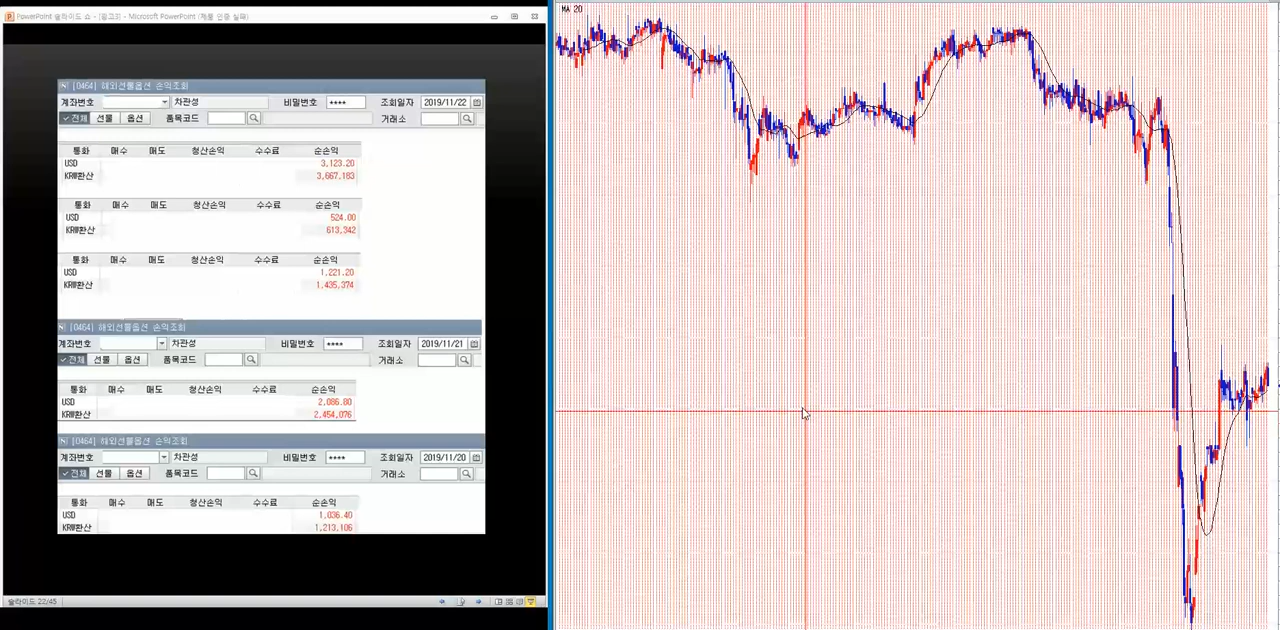 PowerPoint 슬라이드 쇼 - [광고3] - Microsoft PowerPoint (제품 인증 실패)
[0464] 해외선물옵션 손익조회
계좌번호 차관성 비밀번호 **** 조회일자 2019/11/22
전체 선물 옵션 품목코드 거래소
통화 매수 매도 청산손익 수수료 순손익
USD 3,123.20
KRW환산 3,667,183
통화 매수 매도 청산손익 수수료 순손익
USD 524.00
KRW환산 613,342
통화 매수 매도 청산손익 수수료 순손익
USD 1,221.20
KRW환산 1,435,374
[0464] 해외선물옵션 손익조회
계좌번호 차관성 비밀번호 **** 조회일자 2019/11/21
전체 선물 옵션 품목코드 거래소
통화 매수 매도 청산손익 수수료 순손익
USD 2,086.80
KRW환산 2,454,076
[0464] 해외선물옵션 손익조회
계좌번호 차관성 비밀번호 **** 조회일자 2019/11/20
전체 선물 옵션 품목코드 거래소
통화 매수 매도 청산손익 수수료 순손익
USD 1,036.40
KRW환산 1,213,106
슬라이드 22/45
MA 20